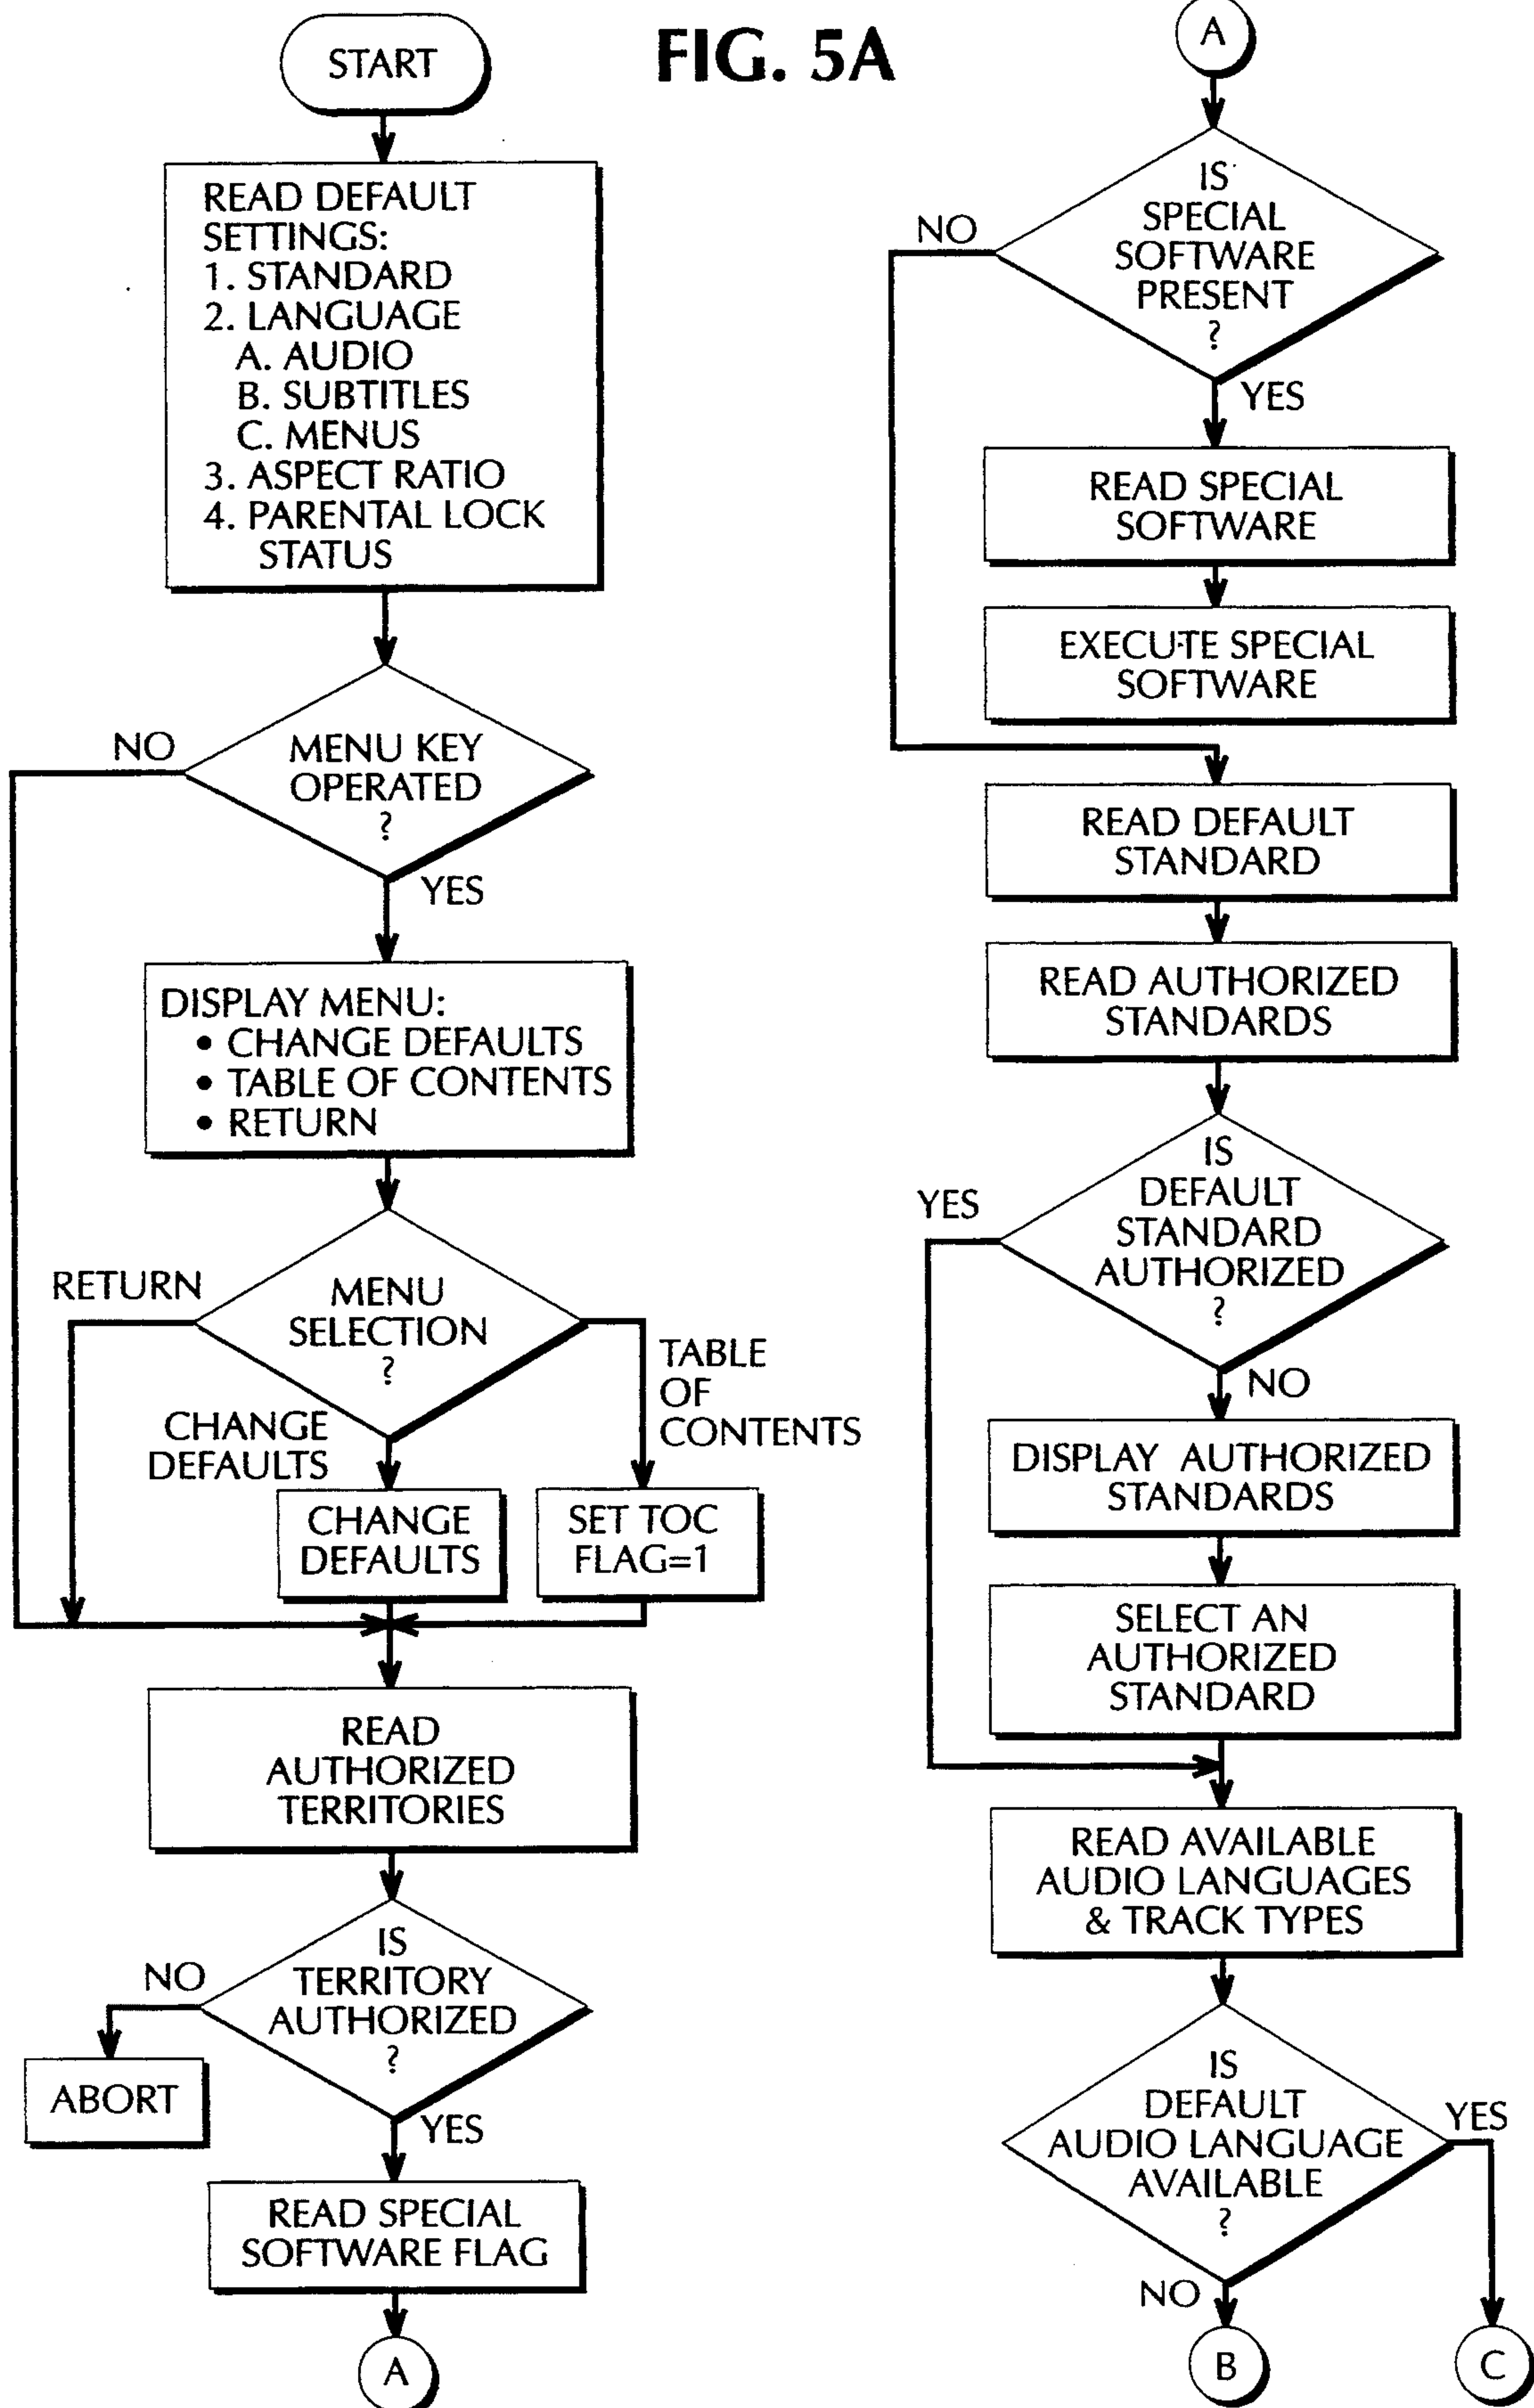 FIG. 5A
START
READ DEFAULT
SETTINGS:
1. STANDARD
2. LANGUAGE
A. AUDIO
B. SUBTITLES
C. MENUS
3. ASPECT RATIO
4. PARENTAL LOCK
STATUS
NO
MENU KEY
OPERATED
?
YES
DISPLAY MENU:
• CHANGE DEFAULTS
• TABLE OF CONTENTS
• RETURN
RETURN
MENU
SELECTION
?
TABLE
OF
CONTENTS
CHANGE
DEFAULTS
CHANGE
DEFAULTS
SET TOC
FLAG=1
READ
AUTHORIZED
TERRITORIES
NO
IS
TERRITORY
AUTHORIZED
?
ABORT
YES
READ SPECIAL
SOFTWARE FLAG
A
A
NO
IS
SPECIAL
SOFTWARE
PRESENT
?
YES
READ SPECIAL
SOFTWARE
EXECUTE SPECIAL
SOFTWARE
READ DEFAULT
STANDARD
READ AUTHORIZED
STANDARDS
YES
IS
DEFAULT
STANDARD
AUTHORIZED
?
NO
DISPLAY AUTHORIZED
STANDARDS
SELECT AN
AUTHORIZED
STANDARD
READ AVAILABLE
AUDIO LANGUAGES
& TRACK TYPES
IS
DEFAULT
AUDIO LANGUAGE
AVAILABLE
?
YES
NO
B
C